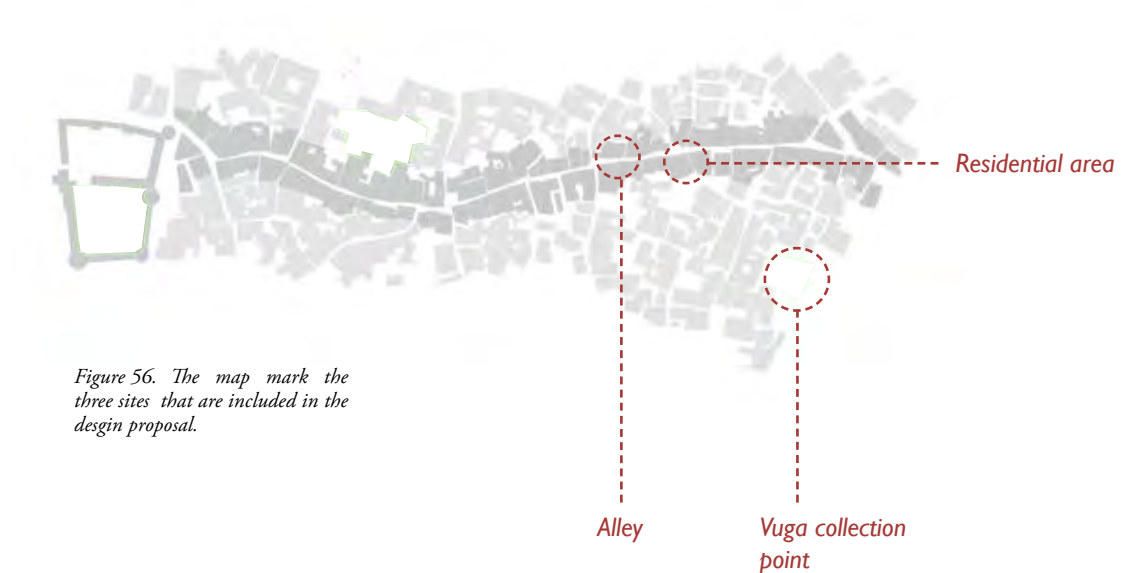 Residential area
Figure 56. The map mark the
three sites that are included in the
desgin proposal.
Alley
Vuga collection
point